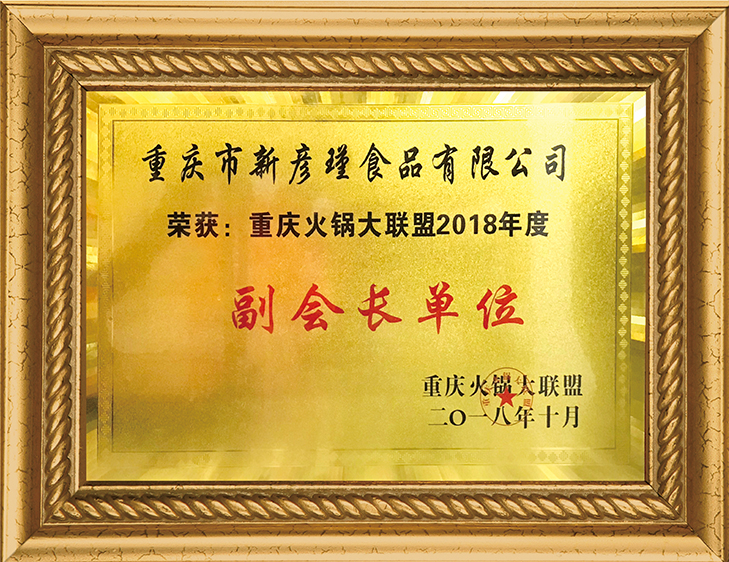 重庆市新彦瑾食品有限公司
荣获：重庆火锅大联盟2018年度
副会长单位
重庆火锅大联盟
二〇一八年十月